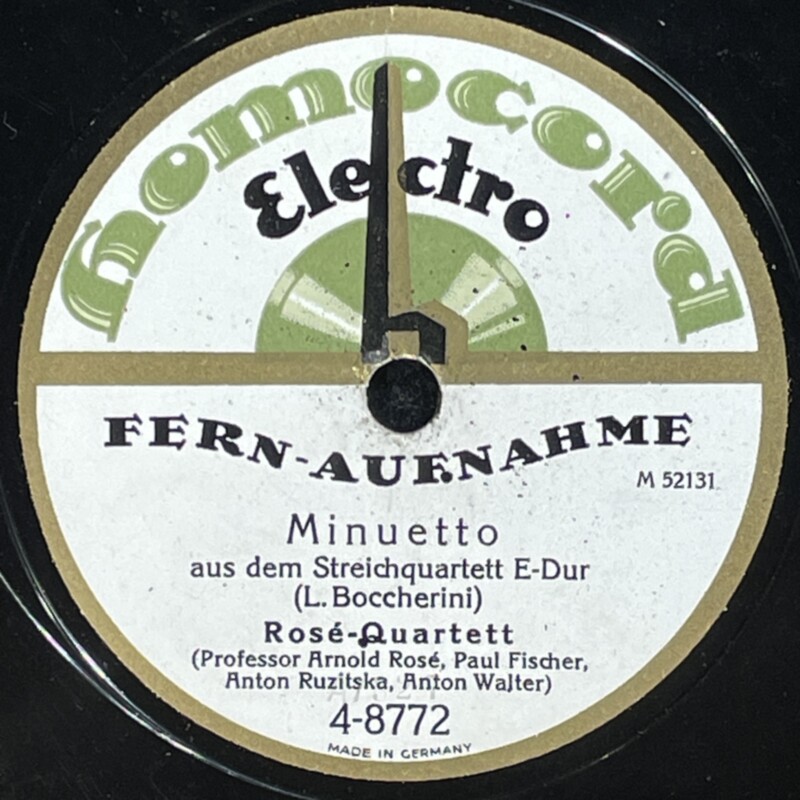 homocord
Electro
FERN-AUFNAHME
M 52131
Minuetto
aus dem Streichquartett E-Dur
(L. Boccherini)
Rosé-Quartett
(Professor Arnold Rosé, Paul Fischer,
Anton Ruzitska, Anton Walter)
4-8772
MADE IN GERMANY